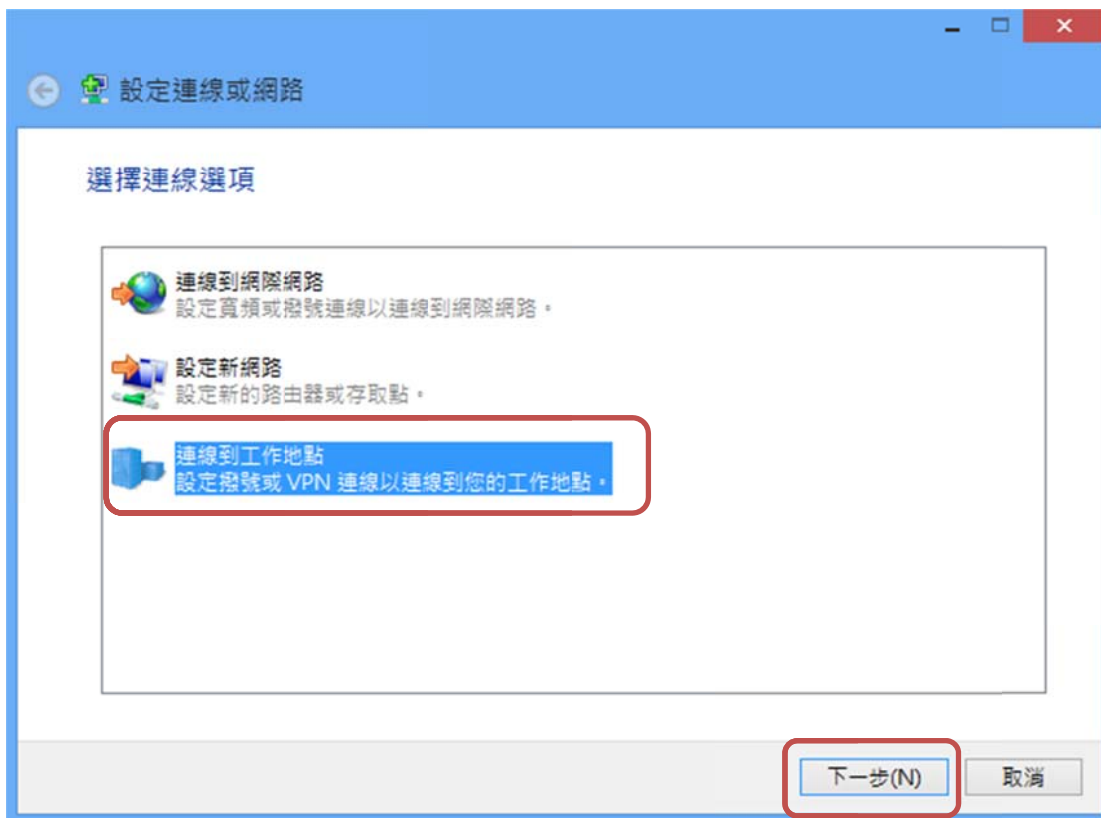 設定連線或網路
選擇連線選項
連線到網際網路
設定寬頻或撥號連線以連線到網際網路。
設定新網路
設定新的路由器或存取點。
連線到工作地點
設定撥號或 VPN 連線以連線到您的工作地點。
下一步(N)
取消